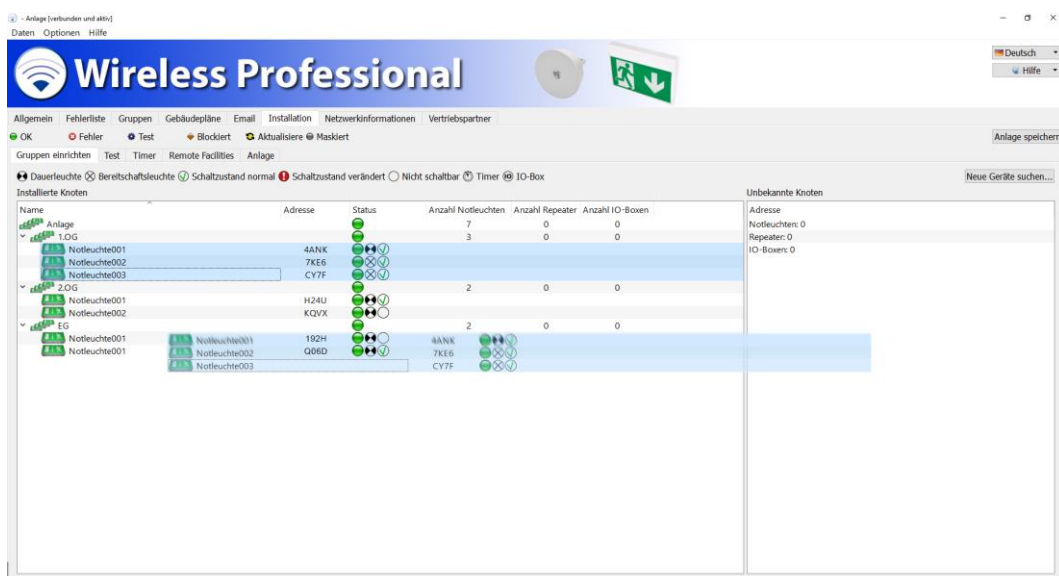 - Anlage [verbunden und aktiv]
Daten Optionen Hilfe
Wireless Professional
Deutsch
Hilfe
Allgemein Fehlerliste Gruppen Gebäudepläne Email Installation Netzwerkinformationen Vertriebspartner
OK Fehler Test Blockiert Aktualisiere Maskiert Anlage speichern
Gruppen einrichten Test Timer Remote Facilities Anlage
Dauerleuchte Bereitschaftsleuchte Schaltzustand normal Schaltzustand verändert Nicht schaltbar Timer IO-Box Neue Geräte suchen...
Installierte Knoten Unbekannte Knoten
Name Adresse Status Anzahl Notleuchten Anzahl Repeater Anzahl IO-Boxen Adresse
Anlage 7 0 0 Notleuchten: 0
1.OG 3 0 0 Repeater: 0
Notleuchte001 4ANK IO-Boxen: 0
Notleuchte002 7KE6
Notleuchte003 CY7F
2.OG 2 0 0
Notleuchte001 H24U
Notleuchte002 KQVX
EG 2 0 0
Notleuchte001 192H Notleuchte001 4ANK
Notleuchte001 Q06D Notleuchte002 7KE6
Notleuchte003 CY7F